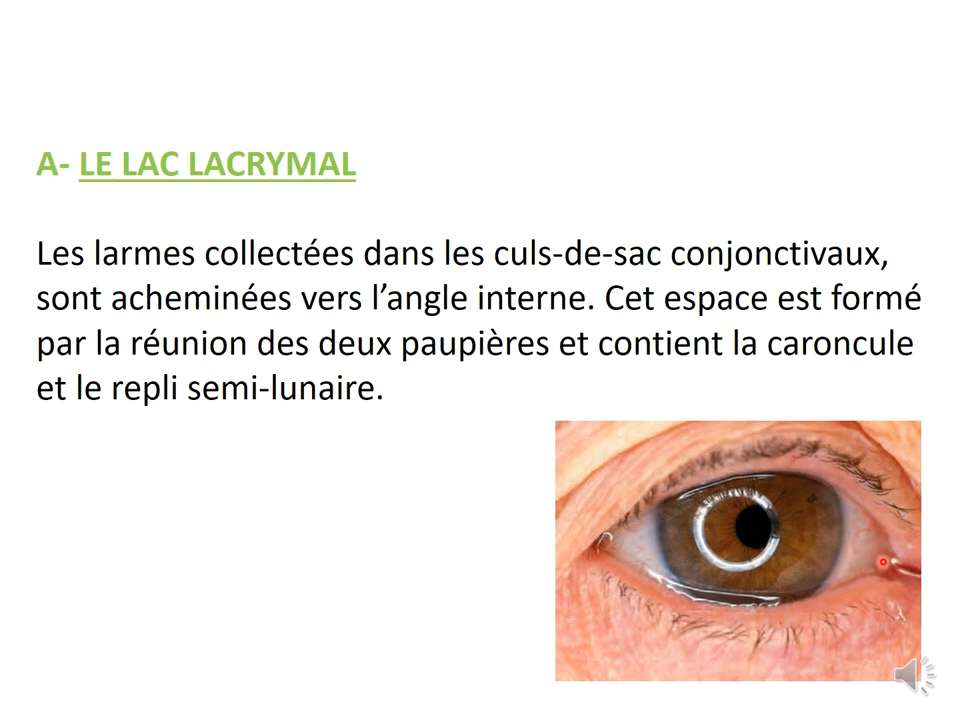 A- LE LAC LACRYMAL
Les larmes collectées dans les culs-de-sac conjonctivaux,
sont acheminées vers l’angle interne. Cet espace est formé
par la réunion des deux paupières et contient la caroncule
et le repli semi-lunaire.